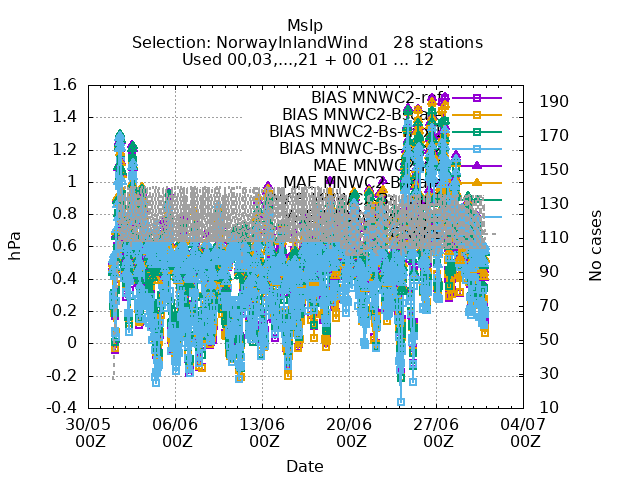 Mslp
Selection: NorwayInlandWind 28 stations
Used 00,03,...,21 + 00 01 ... 12
1.6
1.4
1.2
1
0.8
0.6
0.4
0.2
0
-0.2
-0.4
hPa
190
170
150
130
110
90
70
50
30
10
No cases
BIAS MNWC2-ref
BIAS MNWC2-Bs
BIAS MNWC2-Bs
BIAS MNWC-Bs
MAE
MAE MNWC2-B
30/05 06/06 13/06 20/06 27/06 04/07
00Z 00Z 00Z 00Z 00Z 00Z
Date